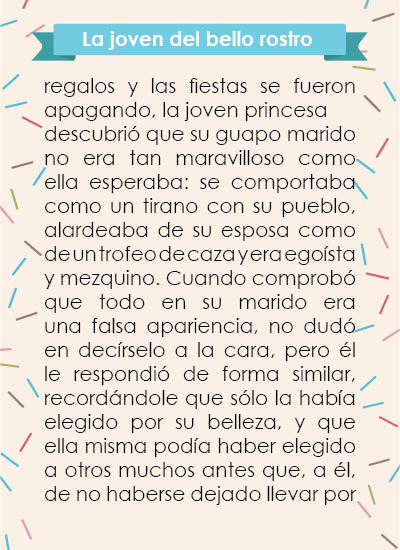 La joven del bello rostro
regalos y las fiestas se fueron
apagando, la joven princesa
descubrió que su guapo marido
no era tan maravilloso como
ella esperaba: se comportaba
como un tirano con su pueblo,
alardeaba de su esposa como
de un trofeo de caza y era egoísta
y mezquino. Cuando comprobó
que todo en su marido era
una falsa apariencia, no dudó
en decírselo a la cara, pero él
le respondió de forma similar,
recordándole que sólo la había
elegido por su belleza, y que
ella misma podía haber elegido
a otros muchos antes que, a él,
de no haberse dejado llevar por